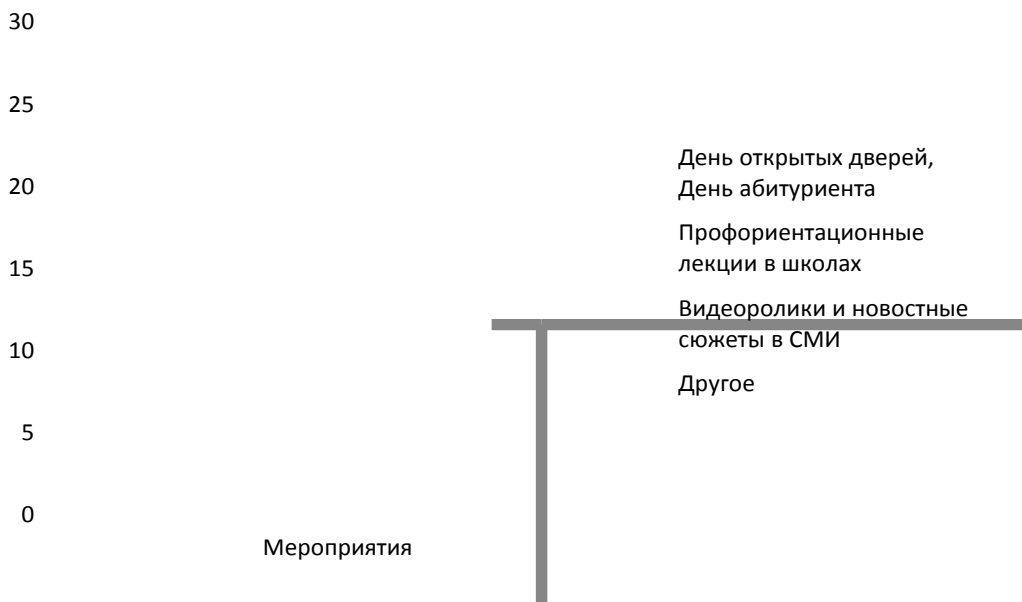 30
25
20
15
10
5
0
Мероприятия
День открытых дверей,
День абитуриента
Профориентационные
лекции в школах
Видеоролики и новостные
сюжеты в СМИ
Другое